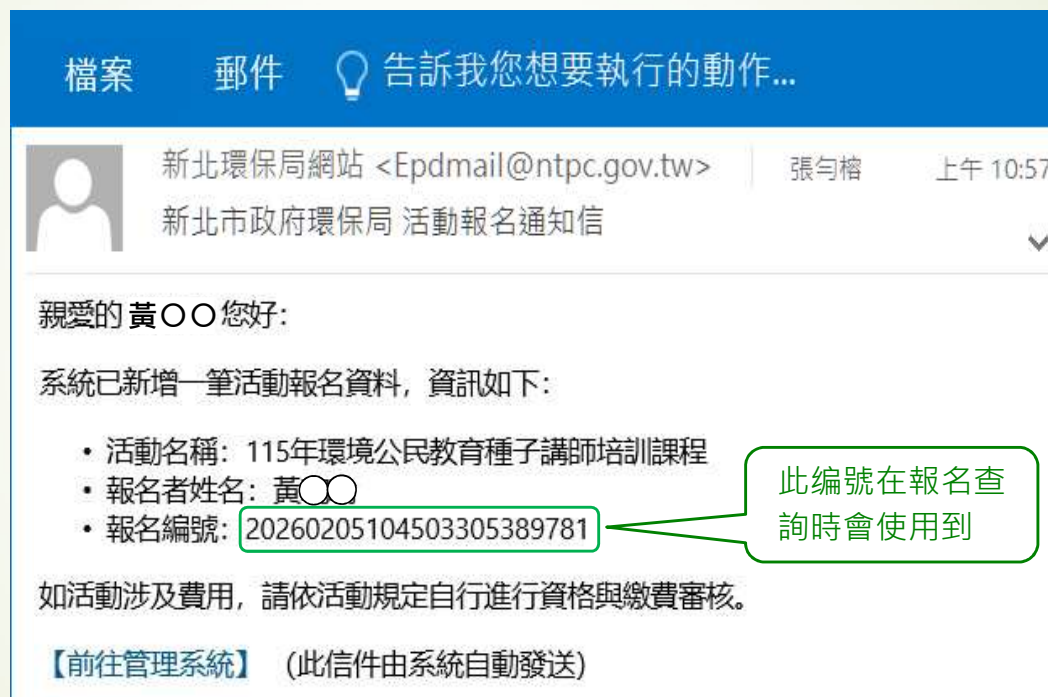 檔案 郵件 告訴我您想要執行的動作...
新北環保局網站 <Epdmail@ntpc.gov.tw> 張勻榕 上午 10:57
新北市政府環保局 活動報名通知信
親愛的 黃〇〇 您好:
系統已新增一筆活動報名資料，資訊如下:
• 活動名稱: 115年環境公民教育種子講師培訓課程
• 報名者姓名: 黃〇〇
• 報名編號: 20260205104503305389781
此编號在報名查
詢時會使用到
如活動涉及費用，請依活動規定自行進行資格與繳費審核。
【前往管理系統】 (此信件由系統自動發送)